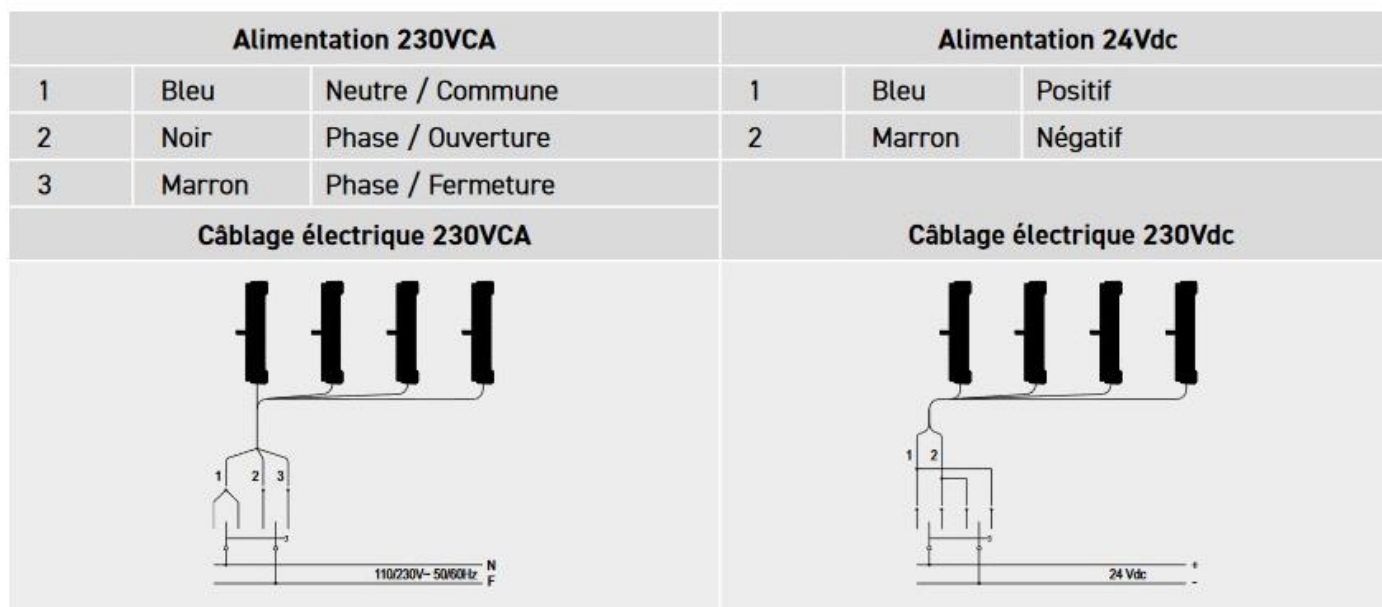 Alimentation 230VCA
Alimentation 24Vdc
1 Bleu Neutre / Commune
1 Bleu Positif
2 Noir Phase / Ouverture
2 Marron Négatif
3 Marron Phase / Fermeture
Câblage électrique 230VCA
Câblage électrique 230Vdc
1 2 3
110/230V~ 50/60Hz
N
F
1 2
24 Vdc
+
-